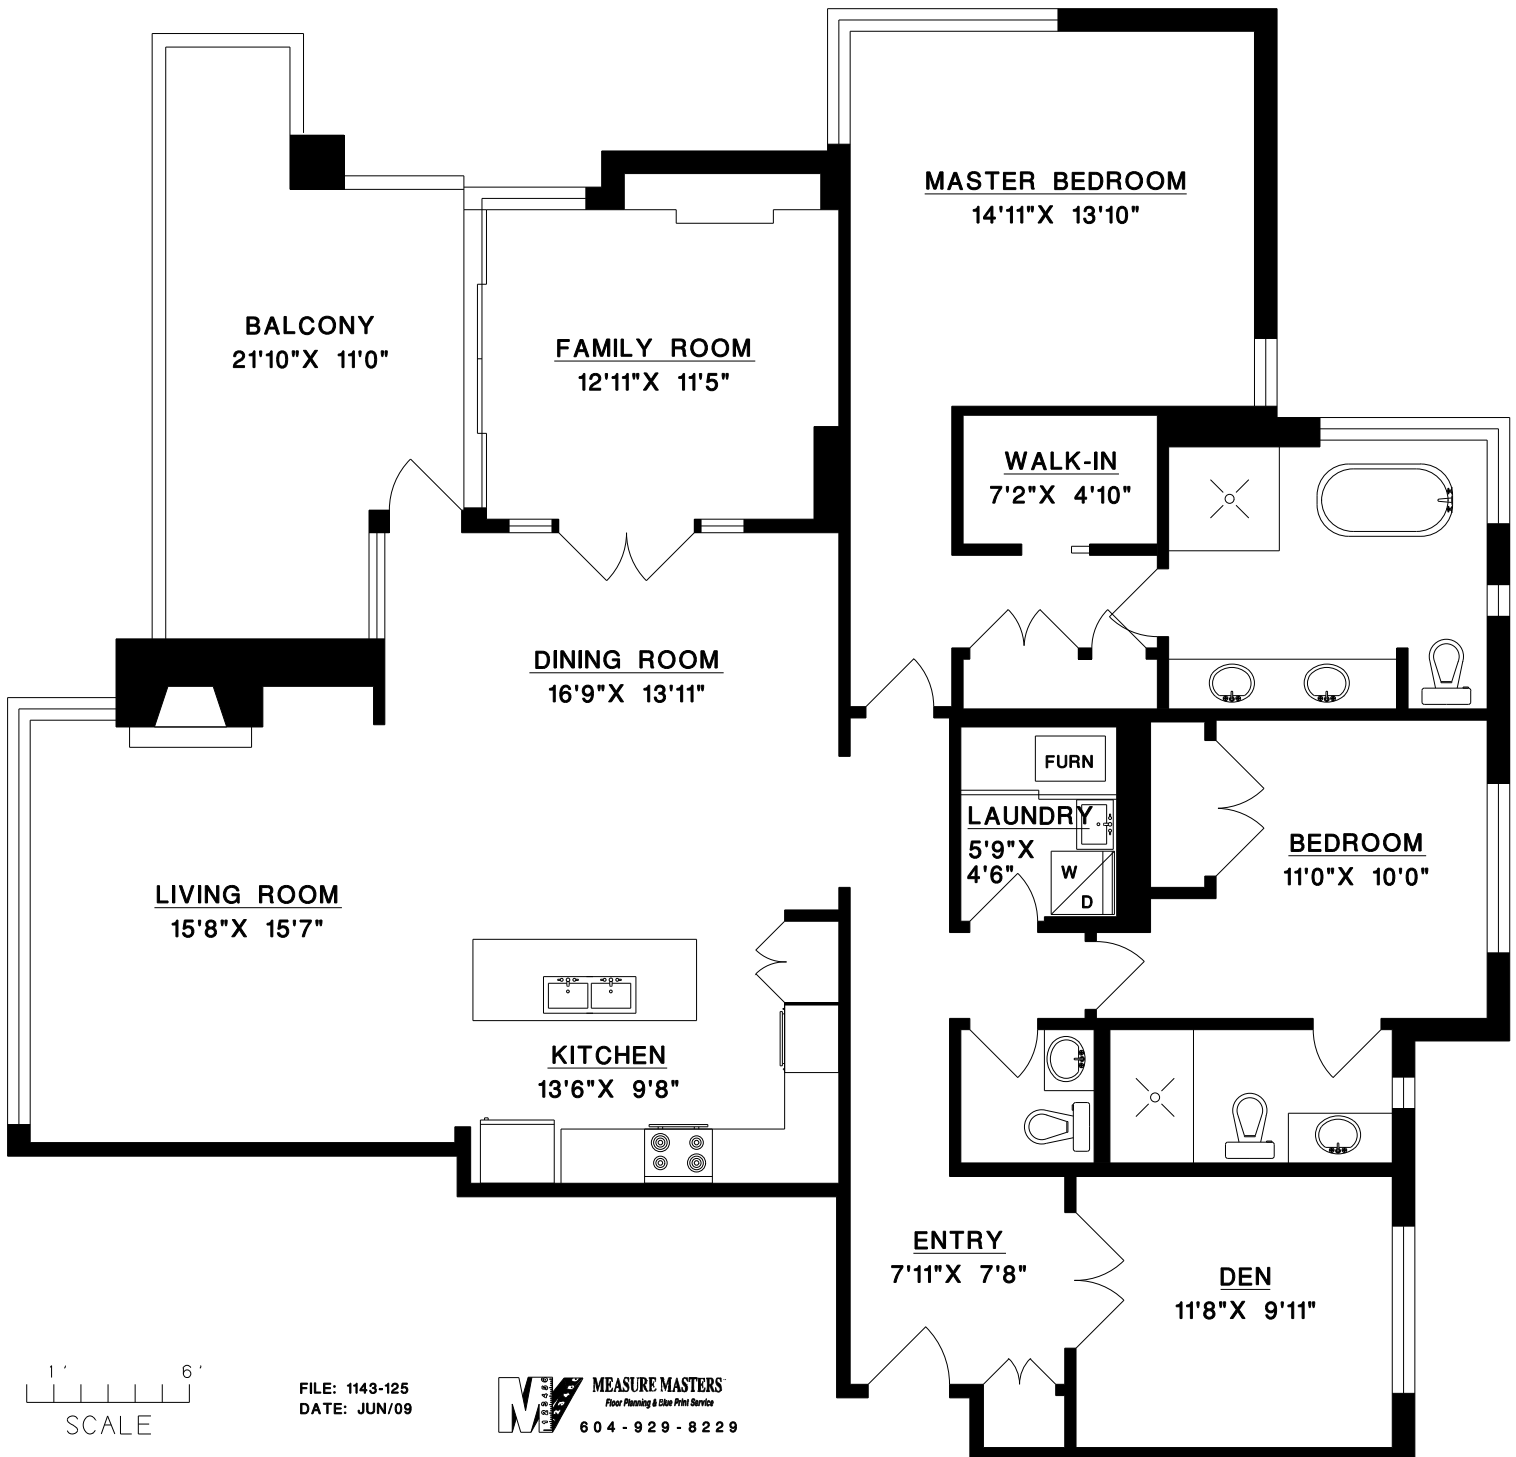 MASTER BEDROOM
14'11"X 13'10"
BALCONY
21'10"X 11'0"
FAMILY ROOM
12'11"X 11'5"
WALK-IN
7'2"X 4'10"
DINING ROOM
16'9"X 13'11"
FURN
LAUNDRY
5'9"X
4'6"
W
D
BEDROOM
11'0"X 10'0"
LIVING ROOM
15'8"X 15'7"
KITCHEN
13'6"X 9'8"
ENTRY
7'11"X 7'8"
DEN
11'8"X 9'11"
1' 6'
SCALE
FILE: 1143-125
DATE: JUN/09
MEASURE MASTERS
Floor Planning & Blue Print Service
604-929-8229